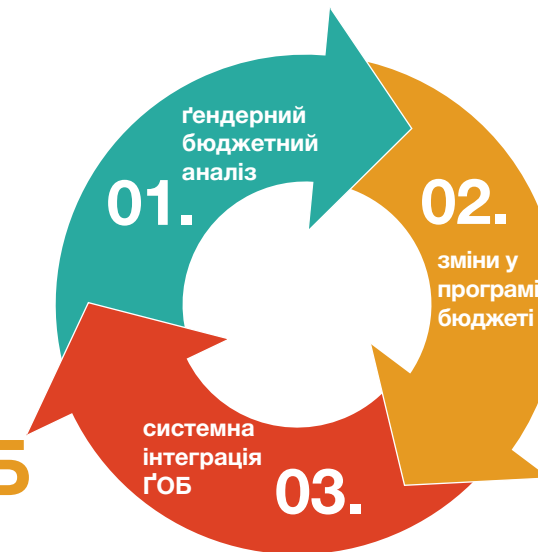 01.
ґендерний
бюджетний
аналіз
02.
зміни у
програмі
бюджеті
03.
системна
інтеграція
ҐОБ
Б